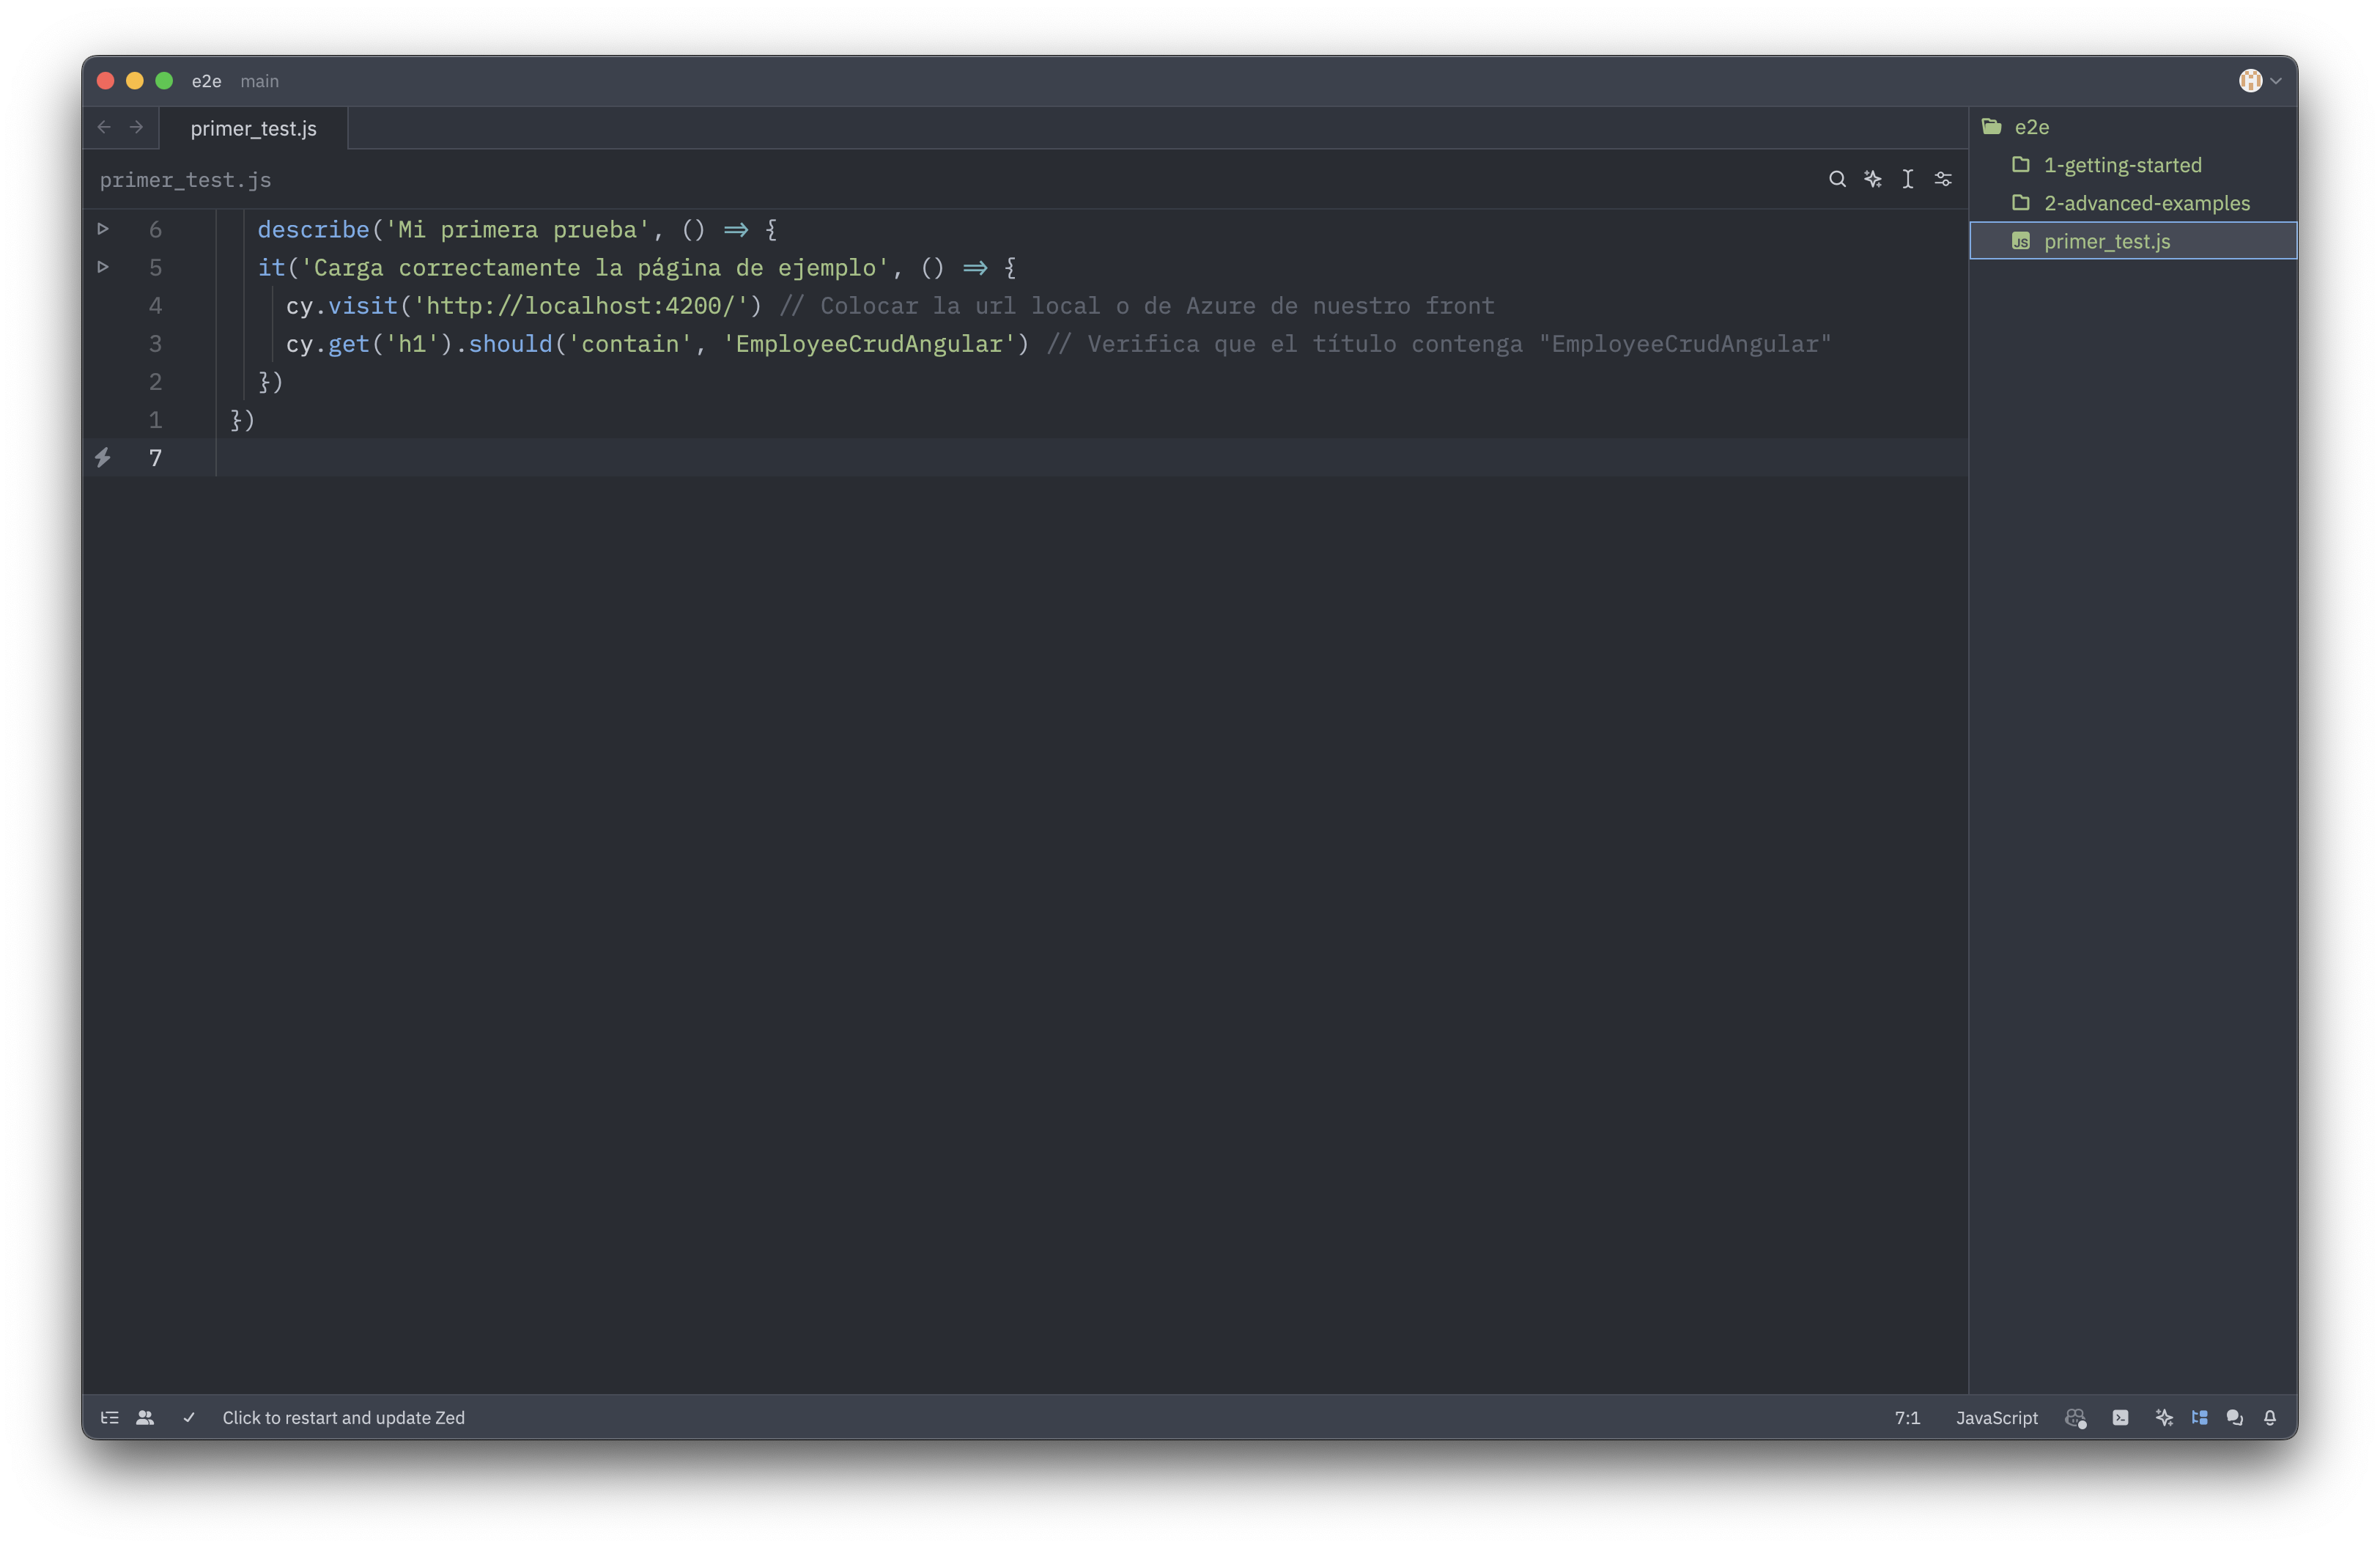 e2e main
primer_test.js
primer_test.js
6 describe('Mi primera prueba', () => {
5 it('Carga correctamente la página de ejemplo', () => {
4 cy.visit('http://localhost:4200/') // Colocar la url local o de Azure de nuestro front
3 cy.get('h1').should('contain', 'EmployeeCrudAngular') // Verifica que el título contenga "EmployeeCrudAngular"
2 })
1 })
7
e2e
1-getting-started
2-advanced-examples
JS primer_test.js
Click to restart and update Zed
7:1 JavaScript